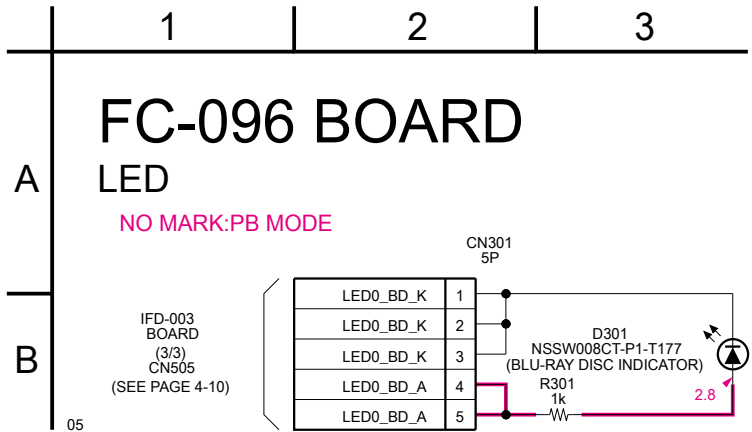 1 2 3
FC-096 BOARD
A
LED
NO MARK:PB MODE
CN301
5P
B
IFD-003
BOARD
(3/3)
CN505
(SEE PAGE 4-10)
LED0_BD_K 1
LED0_BD_K 2
LED0_BD_K 3
LED0_BD_A 4
LED0_BD_A 5
D301
NSSW008CT-P1-T177
(BLU-RAY DISC INDICATOR)
R301
1k
2.8
05